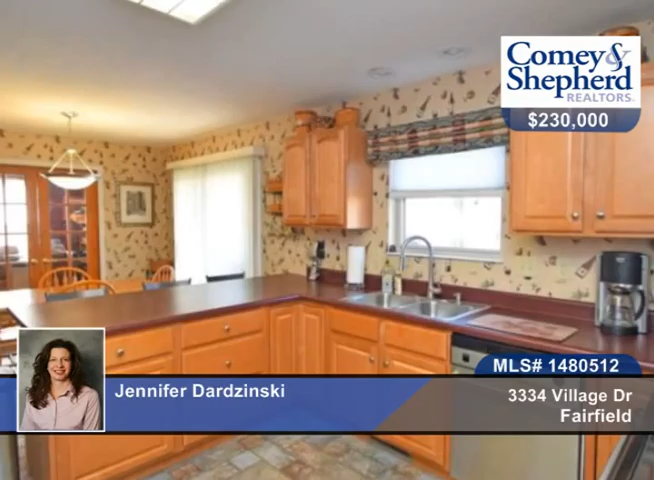 Comey &
Shepherd
REALTORS
$230,000
MLS# 1480512
Jennifer Dardzinski
3334 Village Dr
Fairfield